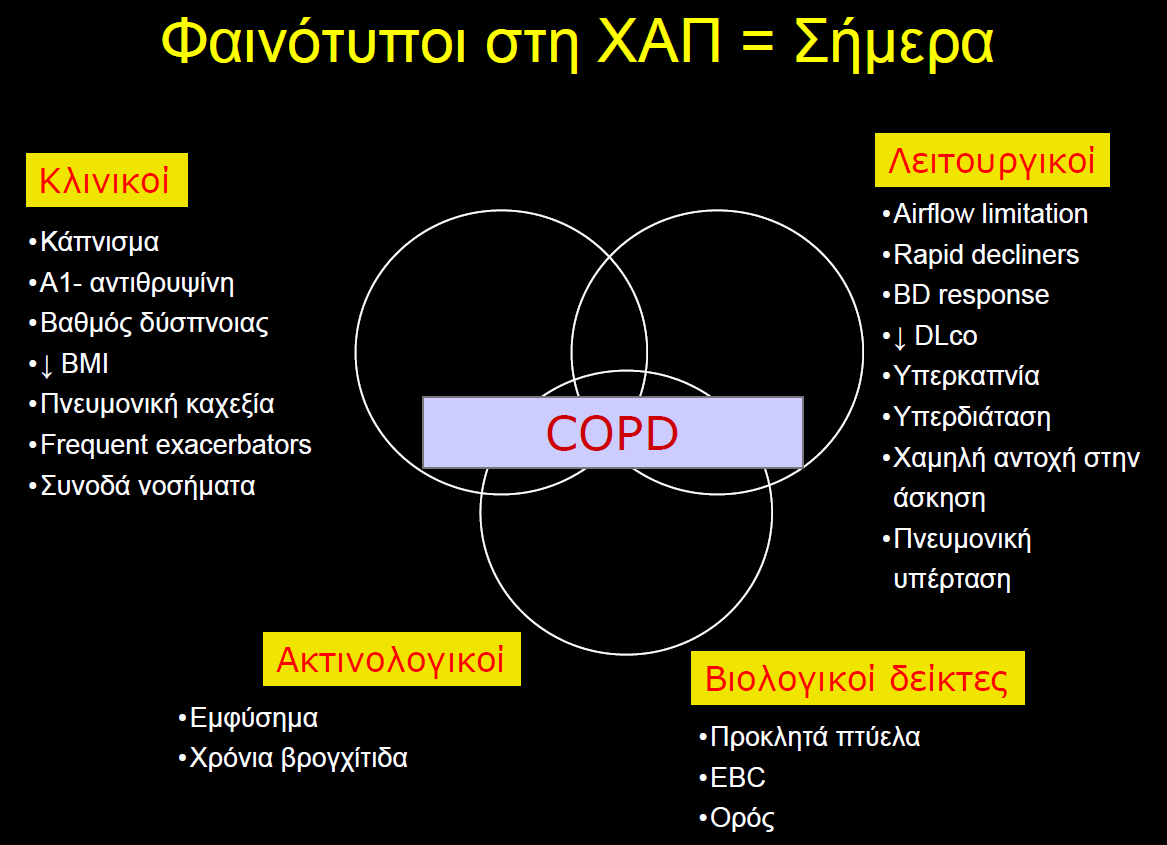 Φαινότυποι στη ΧΑΠ = Σήμερα
Κλινικοί
•Κάπνισμα
•Α1- αντιθρυψίνη
•Βαθμός δύσπνοιας
•↓ BMI
•Πνευμονική καχεξία
•Frequent exacerbators
•Συνοδά νοσήματα
Λειτουργικοί
•Airflow limitation
•Rapid decliners
•BD response
•↓ DLco
•Υπερκαπνία
•Υπερδιάταση
•Χαμηλή αντοχή στην
άσκηση
•Πνευμονική
υπέρταση
COPD
Ακτινολογικοί
•Εμφύσημα
•Χρόνια βρογχίτιδα
Βιολογικοί δείκτες
•Προκλητά πτύελα
•EBC
•Ορός